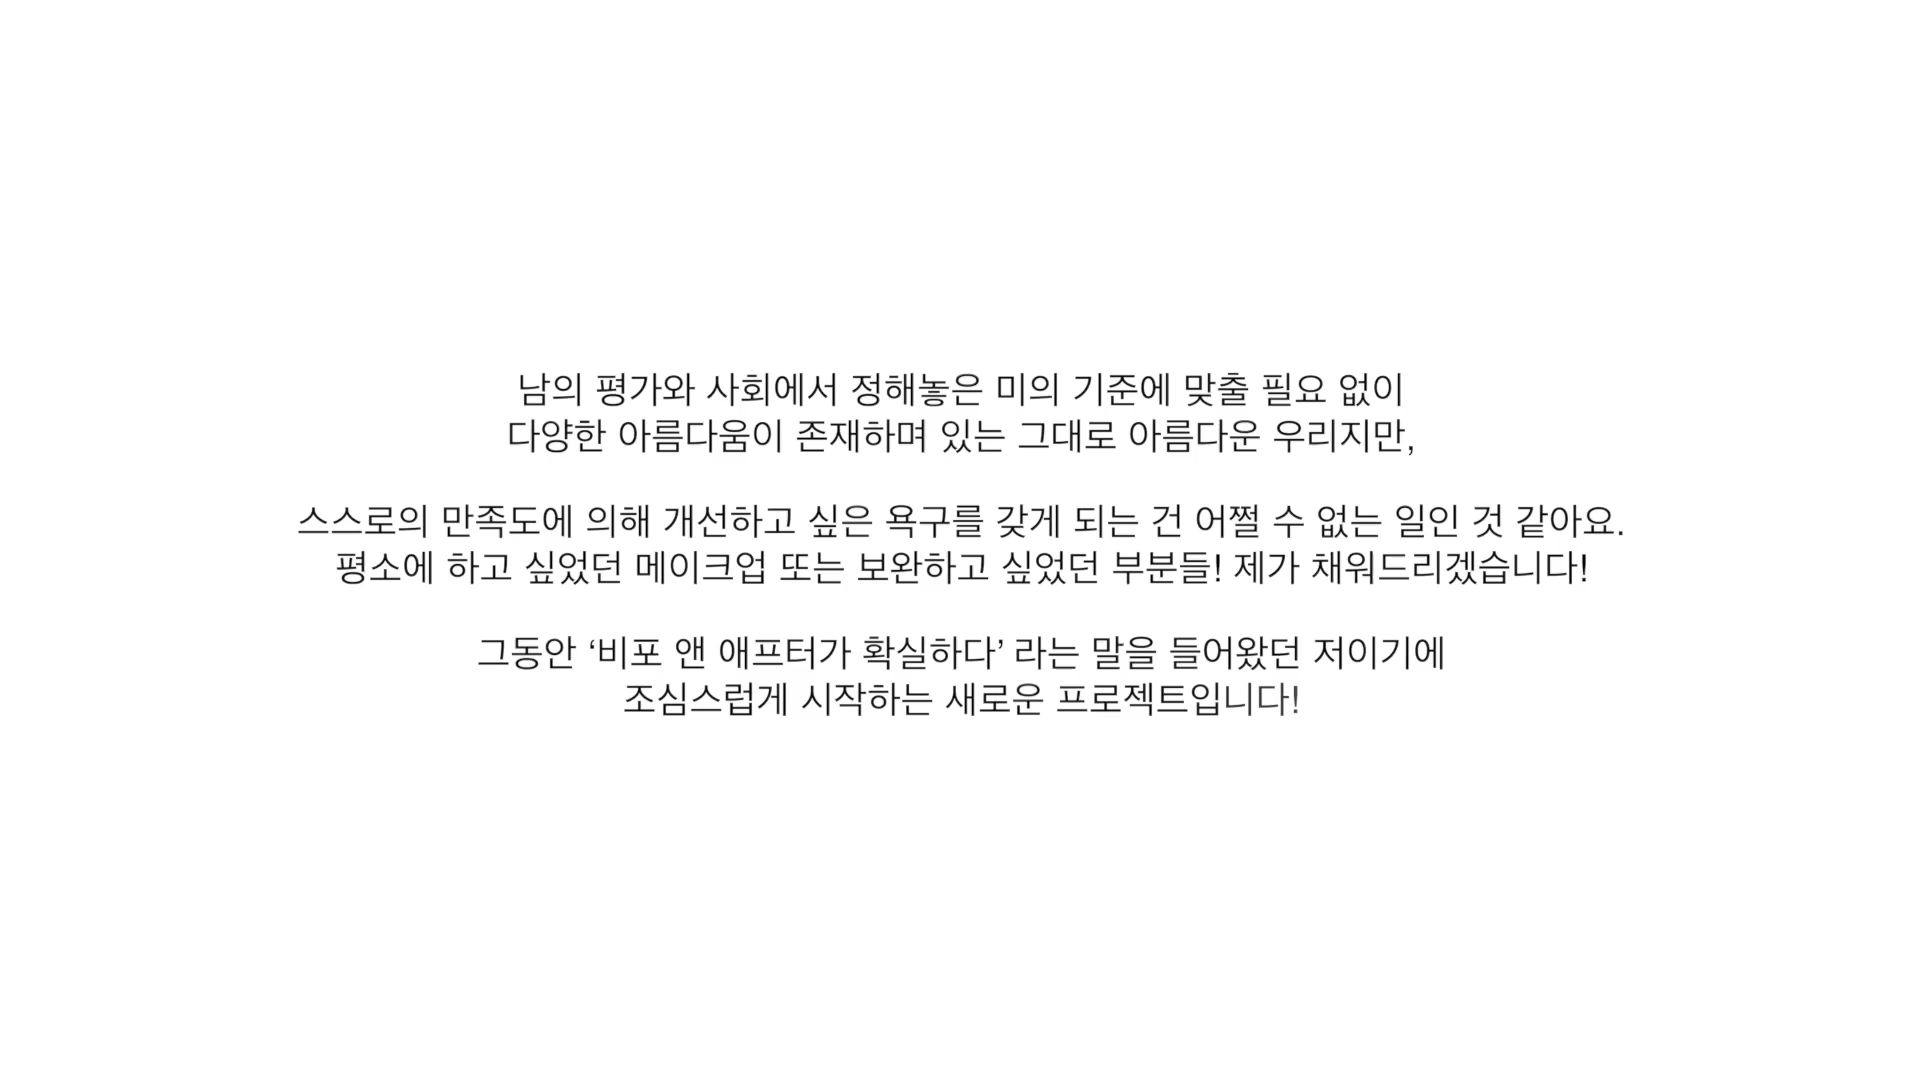 남의 평가와 사회에서 정해놓은 미의 기준에 맞출 필요 없이
다양한 아름다움이 존재하며 있는 그대로 아름다운 우리지만,
스스로의 만족도에 의해 개선하고 싶은 욕구를 갖게 되는 건 어쩔 수 없는 일인 것 같아요.
평소에 하고 싶었던 메이크업 또는 보완하고 싶었던 부분들! 제가 채워드리겠습니다!
그동안 ‘비포 앤 애프터가 확실하다’ 라는 말을 들어왔던 저이기에
조심스럽게 시작하는 새로운 프로젝트입니다!